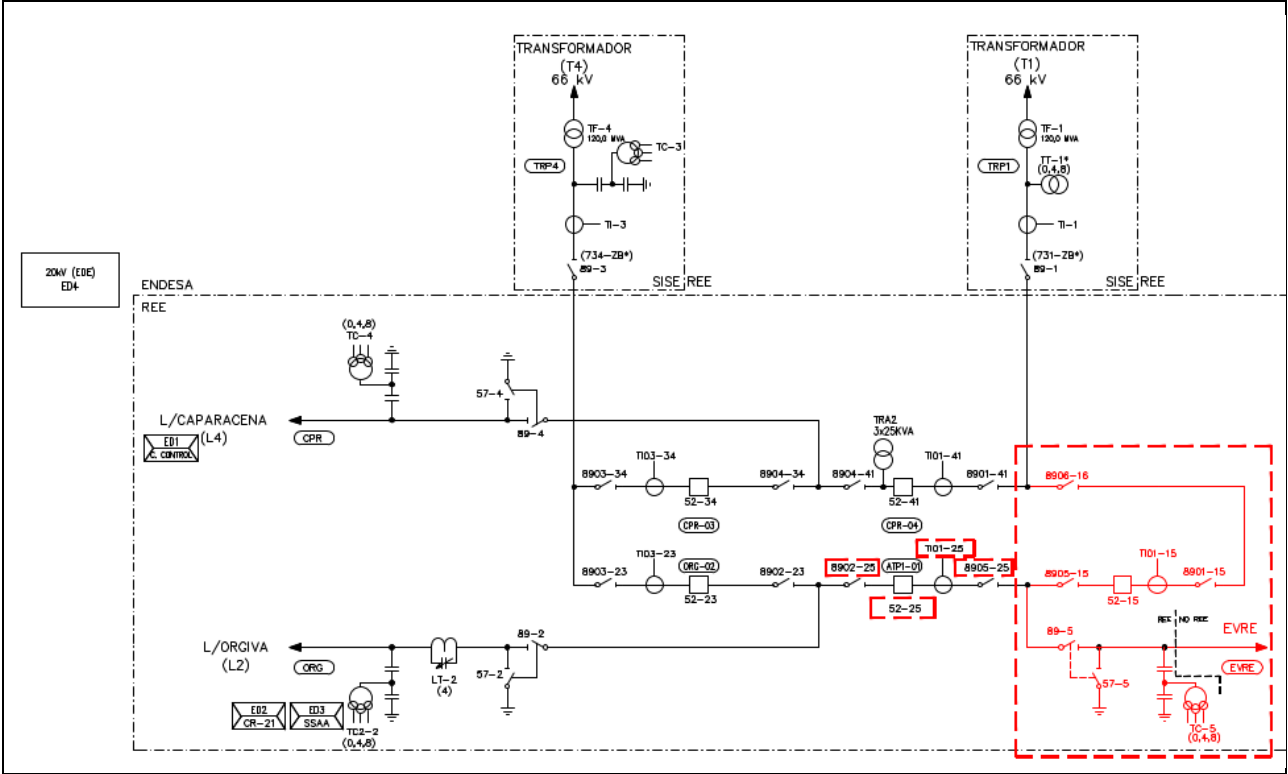 TRANSFORMADOR
(T4)
66 kV
TF-4
120,0 MVA
TC-3
TRP4
TI-3
(734-ZB*)
89-3
SISE REE
TRANSFORMADOR
(T1)
66 kV
TF-1
120,0 MVA
TT-1*
(0,4,8)
TRP1
TI-1
(731-ZB*)
89-1
SISE REE
20kV (EDE)
ED4
ENDESA
REE
(0,4,8)
TC-4
57-4
89-4
L/CAPARACENA
(L4)
CPR
ED1
C. CONTROL
TRA2
3x25KVA
8903-34
TI03-34
52-34
8904-34
CPR-03
8904-41
52-41
TI01-41
8901-41
CPR-04
8906-16
8903-23
TI03-23
ORG-02
52-23
8902-23
8902-25
ATP1-01
52-25
TI01-25
8905-25
8905-15
52-15
TI01-15
8901-15
L/ORGIVA
(L2)
ORG
LT-2
(4)
89-2
57-2
ED2
CR-21
ED3
SSAA
TC2-2
(0,4,8)
89-5
57-5
REE
NO REE
EVRE
EVRE
TC-5
(0,4,8)